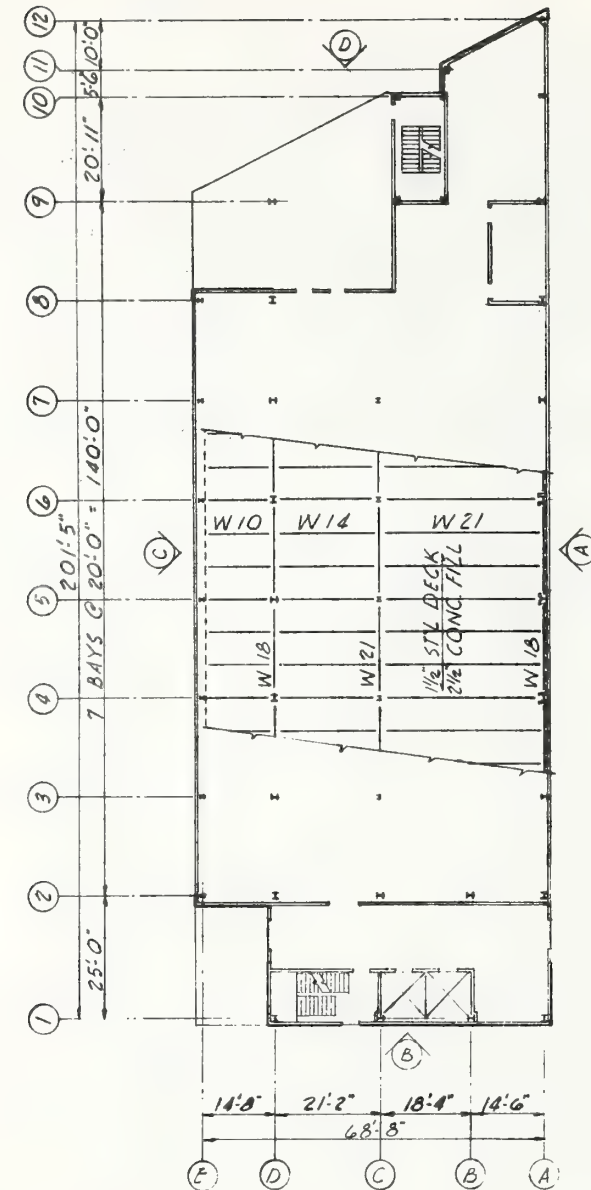 12
11
10
9
8
7
6
5
4
3
2
1
5'-6"
10'-0"
20'-11"
201'-5"
7 BAYS @ 20'-0" = 140'-0"
25'-0"
D
C
A
B
W10
W14
W21
1½" STL DECK
2½" CONC. FILL
W18
W21
W18
14'-8"
21'-2"
18'-4"
14'-6"
68'-8"
E
D
C
B
A